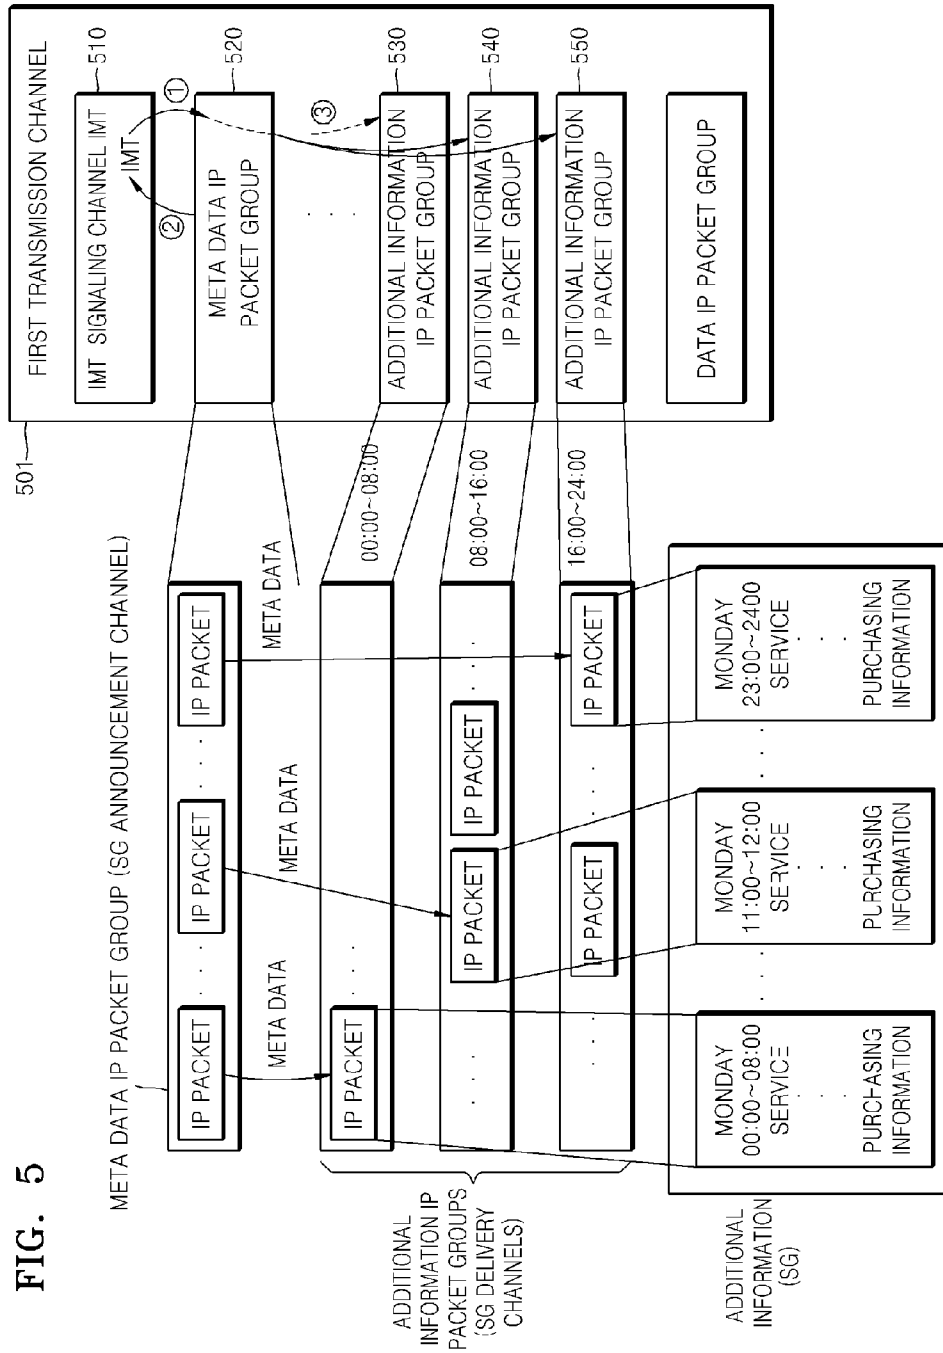 FIG. 5
META DATA IP PACKET GROUP (SG ANNOUNCEMENT CHANNEL)
IP PACKET
. . .
IP PACKET
. . .
IP PACKET
META DATA
META DATA
META DATA
ADDITIONAL
INFORMATION IP
PACKET GROUPS
(SG DELIVERY
CHANNELS)
IP PACKET
. . .
00:00~08:00
. . .
IP PACKET
IP PACKET
. . .
08:00~16:00
. . .
IP PACKET
. . .
IP PACKET
16:00~24:00
ADDITIONAL
INFORMATION
(SG)
MONDAY
00:00~08:00
SERVICE
.
.
.
PURCHASING
INFORMATION
. . .
MONDAY
11:00~12:00
SERVICE
.
.
.
PURCHASING
INFORMATION
. . .
MONDAY
23:00~2400
SERVICE
.
.
.
PURCHASING
INFORMATION
501
FIRST TRANSMISSION CHANNEL
IMT SIGNALING CHANNEL IMT
IMT
510
①
②
META DATA IP
PACKET GROUP
520
. . .
③
ADDITIONAL INFORMATION
IP PACKET GROUP
530
ADDITIONAL INFORMATION
IP PACKET GROUP
540
ADDITIONAL INFORMATION
IP PACKET GROUP
550
DATA IP PACKET GROUP